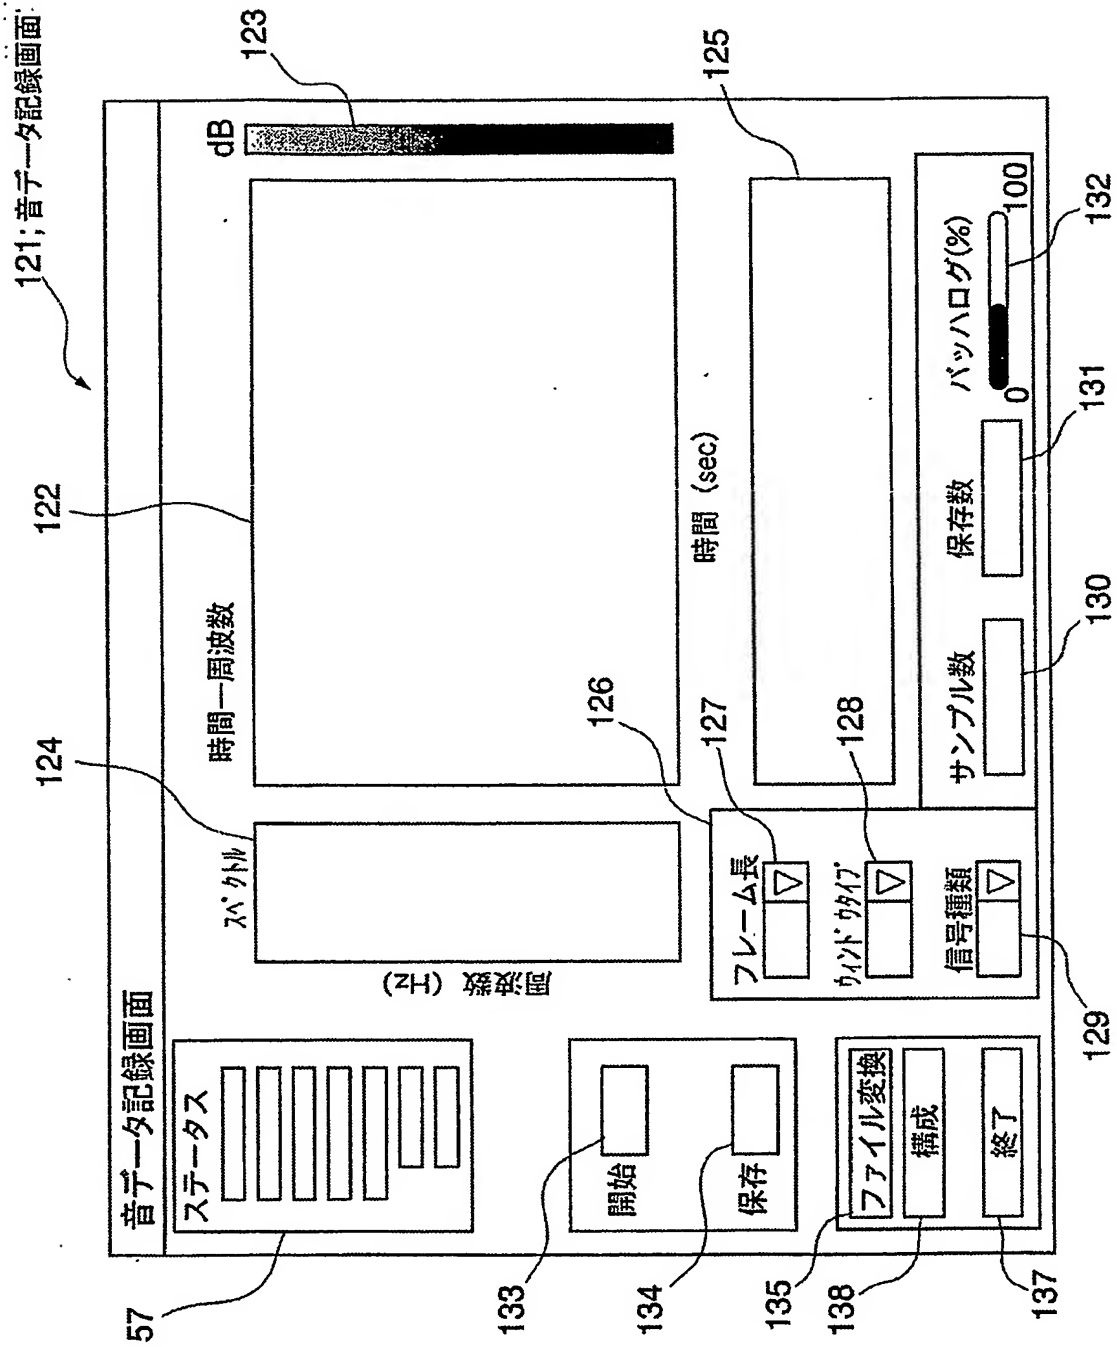 121;音データ記録画面
音データ記録画面
ステータス
57
スペクトル
124
周波数 (Hz)
時間ー周波数
122
dB
123
時間 (sec)
125
開始
133
保存
134
126
フレーム長
127
ウィンドウタイプ
128
信号種類
129
ファイル変換
135
構成
138
終了
137
サンプル数
130
保存数
131
バッハログ(%)
0
100
132